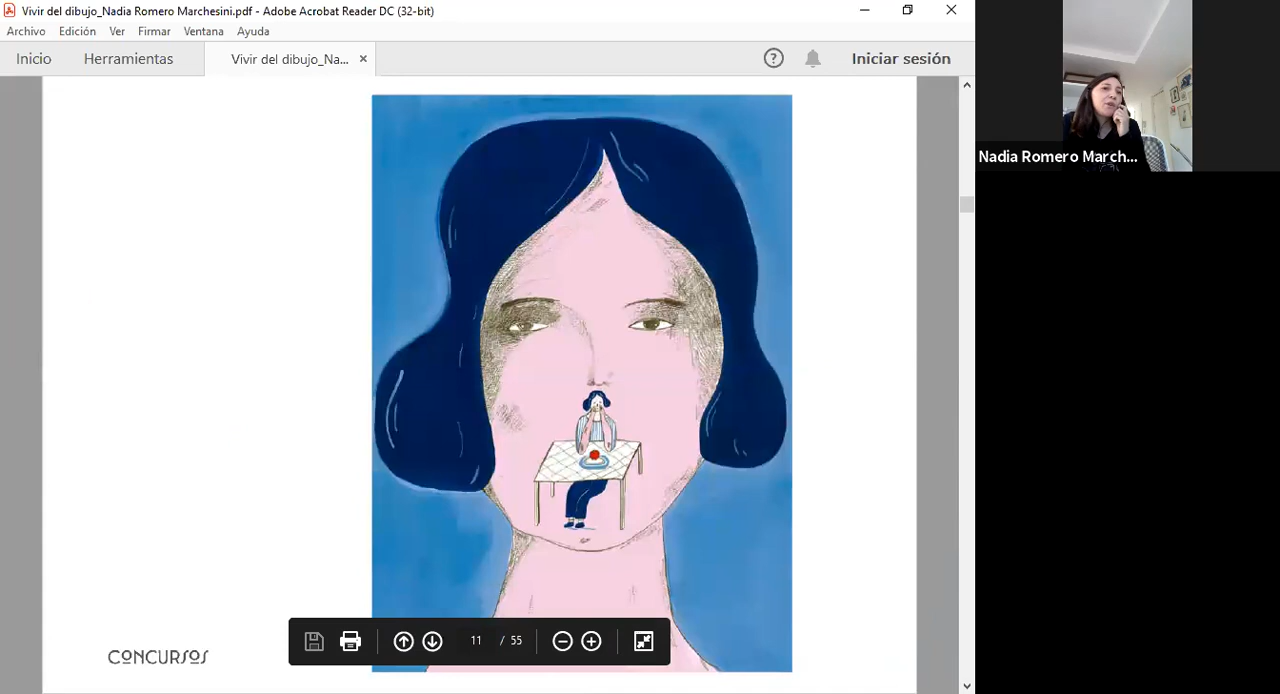 Vivir del dibujo_Nadia Romero Marchesini.pdf - Adobe Acrobat Reader DC (32-bit)
Archivo Edición Ver Firmar Ventana Ayuda
Inicio Herramientas Vivir del dibujo_Na... × ? Iniciar sesión
Nadia Romero March...
11 / 55
CONCURSOS